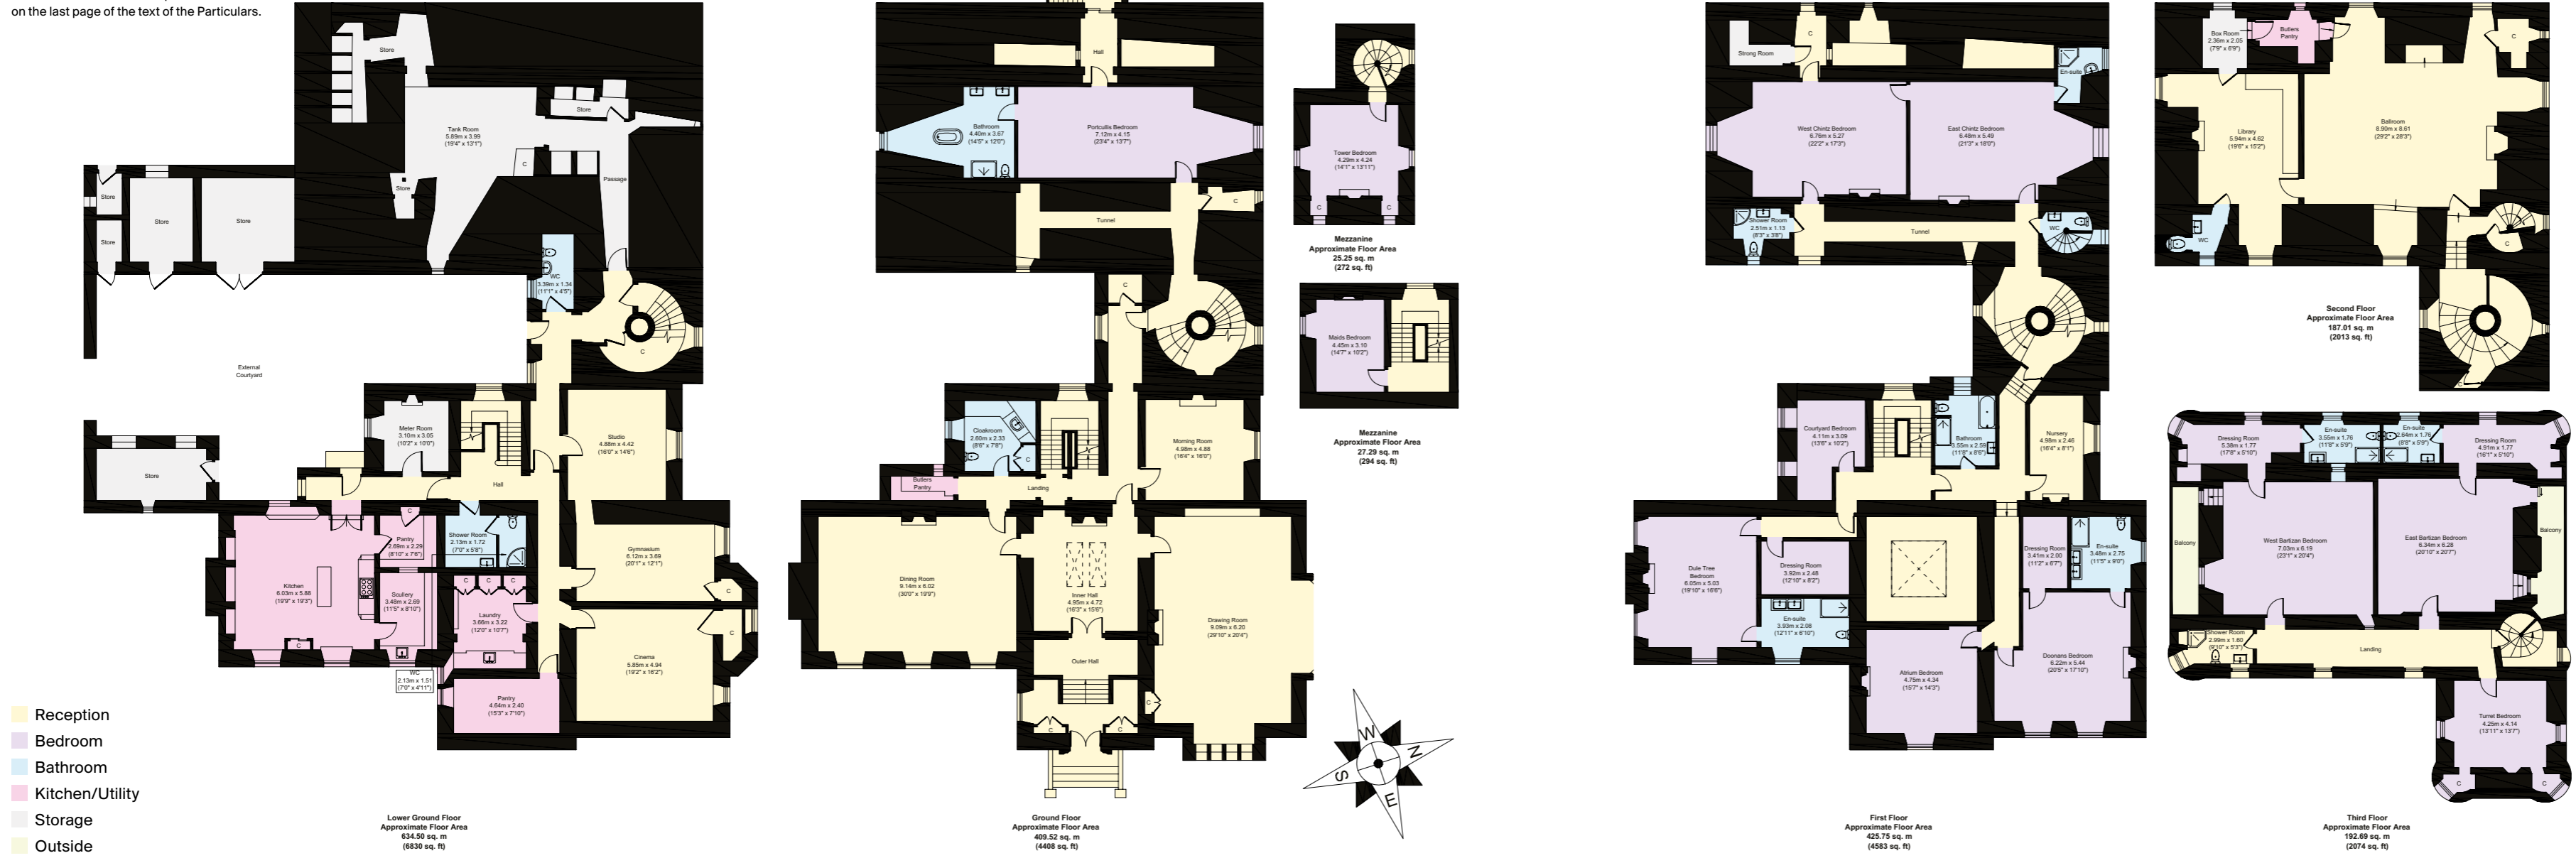 on the last page of the text of the Particulars.
Store
Tank Room
5.89m x 3.99
(19'4" x 13'1")
Store
C
Store
Passage
Store
Store
Store
Store
WC
3.39m x 1.34
(11'1" x 4'5")
C
External
Courtyard
Meter Room
3.10m x 3.05
(10'2" x 10'0")
Studio
4.88m x 4.42
(16'0" x 14'6")
Store
Hall
C
Pantry
2.69m x 2.29
(8'10" x 7'6")
Shower Room
2.13m x 1.72
(7'0" x 5'8")
Gymnasium
6.12m x 3.69
(20'1" x 12'1")
Kitchen
6.03m x 5.88
(19'9" x 19'3")
C
Scullery
3.48m x 2.69
(11'5" x 8'10")
C
C
C
Laundry
3.66m x 3.22
(12'0" x 10'7")
C
C
Cinema
5.85m x 4.94
(19'2" x 16'2")
WC
2.13m x 1.51
(7'0" x 4'11")
Pantry
4.64m x 2.40
(15'3" x 7'10")
Reception
Bedroom
Bathroom
Kitchen/Utility
Storage
Outside
Lower Ground Floor
Approximate Floor Area
634.50 sq. m
(6830 sq. ft)
Hall
Bathroom
4.40m x 3.67
(14'5" x 12'0")
Portcullis Bedroom
7.12m x 4.15
(23'4" x 13'7")
C
Tunnel
C
Cloakroom
2.60m x 2.33
(8'6" x 7'8")
C
Morning Room
4.98m x 4.88
(16'4" x 16'0")
Butlers
Pantry
Landing
Dining Room
9.14m x 6.02
(30'0" x 19'9")
Inner Hall
4.95m x 4.72
(16'3" x 15'6")
Drawing Room
9.09m x 6.20
(29'10" x 20'4")
Outer Hall
C
C
C
Ground Floor
Approximate Floor Area
409.52 sq. m
(4408 sq. ft)
Tower Bedroom
4.29m x 4.24
(14'1" x 13'11")
C
C
Mezzanine
Approximate Floor Area
25.25 sq. m
(272 sq. ft)
Maids Bedroom
4.45m x 3.10
(14'7" x 10'2")
Mezzanine
Approximate Floor Area
27.29 sq. m
(294 sq. ft)
W
N
S
E
Strong Room
C
En-suite
West Chintz Bedroom
6.76m x 5.27
(22'2" x 17'3")
East Chintz Bedroom
6.48m x 5.49
(21'3" x 18'0")
Shower Room
2.51m x 1.13
(8'3" x 3'8")
Tunnel
WC
Courtyard Bedroom
4.11m x 3.09
(13'6" x 10'2")
Bathroom
3.55m x 2.59
(11'8" x 8'6")
Nursery
4.98m x 2.46
(16'4" x 8'1")
Dule Tree
Bedroom
6.05m x 5.03
(19'10" x 16'6")
Dressing Room
3.92m x 2.48
(12'10" x 8'2")
En-suite
3.93m x 2.08
(12'11" x 6'10")
Dressing Room
3.41m x 2.00
(11'2" x 6'7")
En-suite
3.48m x 2.75
(11'5" x 9'0")
Atrium Bedroom
4.75m x 4.34
(15'7" x 14'3")
Doonans Bedroom
6.22m x 5.44
(20'5" x 17'10")
First Floor
Approximate Floor Area
425.75 sq. m
(4583 sq. ft)
Box Room
2.36m x 2.05
(7'9" x 6'9")
Butlers
Pantry
C
Library
5.94m x 4.62
(19'6" x 15'2")
Ballroom
8.90m x 8.61
(29'2" x 28'3")
WC
C
C
Second Floor
Approximate Floor Area
187.01 sq. m
(2013 sq. ft)
Dressing Room
5.38m x 1.77
(17'8" x 5'10")
En-suite
3.55m x 1.76
(11'8" x 5'9")
En-suite
2.64m x 1.76
(8'8" x 5'9")
Dressing Room
4.91m x 1.77
(16'1" x 5'10")
Balcony
West Bartizan Bedroom
7.03m x 6.19
(23'1" x 20'4")
East Bartizan Bedroom
6.34m x 6.28
(20'10" x 20'7")
Balcony
Shower Room
2.99m x 1.60
(9'10" x 5'3")
Landing
Turret Bedroom
4.25m x 4.14
(13'11" x 13'7")
C
C
Third Floor
Approximate Floor Area
192.69 sq. m
(2074 sq. ft)